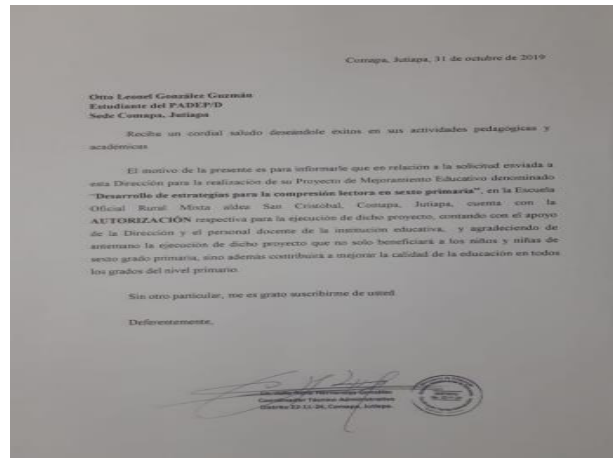 Comapa, Jutiapa, 31 de octubre de 2019
Otto Leonel González Guzmán
Estudiante del PADEP/D
Sede Comapa, Jutiapa
Reciba un cordial saludo deseándole éxitos en sus actividades pedagógicas y
académicas
El motivo de la presente es para informarle que en relación a la solicitud enviada a
esta Dirección para la realización de su Proyecto de Mejoramiento Educativo denominado
"Desarrollo de estrategias para la compresión lectora en sexto primaria", en la Escuela
Oficial Rural Mixta aldea San Cristóbal, Comapa, Jutiapa, cuenta con la
AUTORIZACIÓN respectiva para la ejecución de dicho proyecto, contando con el apoyo
de la Dirección y el personal docente de la institución educativa, y agradeciendo de
antemano la ejecución de dicho proyecto que no solo beneficiará a los niños y niñas de
sexto grado primaria, sino además contribuirá a mejorar la calidad de la educación en todos
los grados del nivel primario.
Sin otro particular, me es grato suscribirme de usted.
Deferentemente,
Coordinador Técnico Administrativo
Comapa, Jutiapa